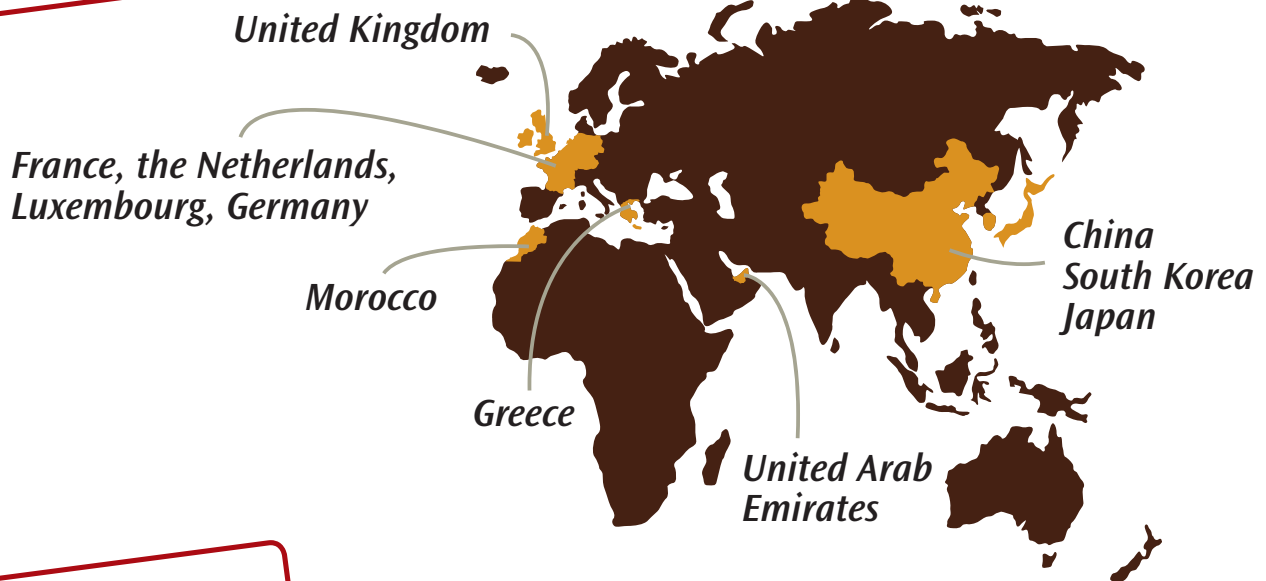 United Kingdom
France, the Netherlands,
Luxembourg, Germany
Morocco
Greece
China
South Korea
Japan
United Arab
Emirates